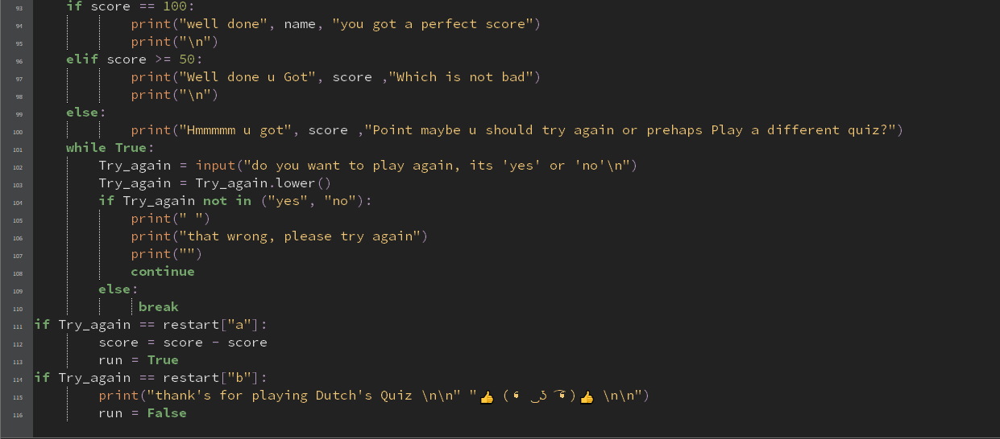 93 if score == 100:
94 print("well done", name, "you got a perfect score")
95 print("\n")
96 elif score >= 50:
97 print("Well done u Got", score ,"Which is not bad")
98 print("\n")
99 else:
100 print("Hmmmmm u got", score ,"Point maybe u should try again or prehaps Play a different quiz?")
101 while True:
102 Try_again = input("do you want to play again, its 'yes' or 'no'\n")
103 Try_again = Try_again.lower()
104 if Try_again not in ("yes", "no"):
105 print(" ")
106 print("that wrong, please try again")
107 print("")
108 continue
109 else:
110 break
111 if Try_again == restart["a"]:
112 score = score - score
113 run = True
114 if Try_again == restart["b"]:
115 print("thank's for playing Dutch's Quiz \n\n" "👍 ( ͡° ͜ʖ ͡°)👍 \n\n")
116 run = False